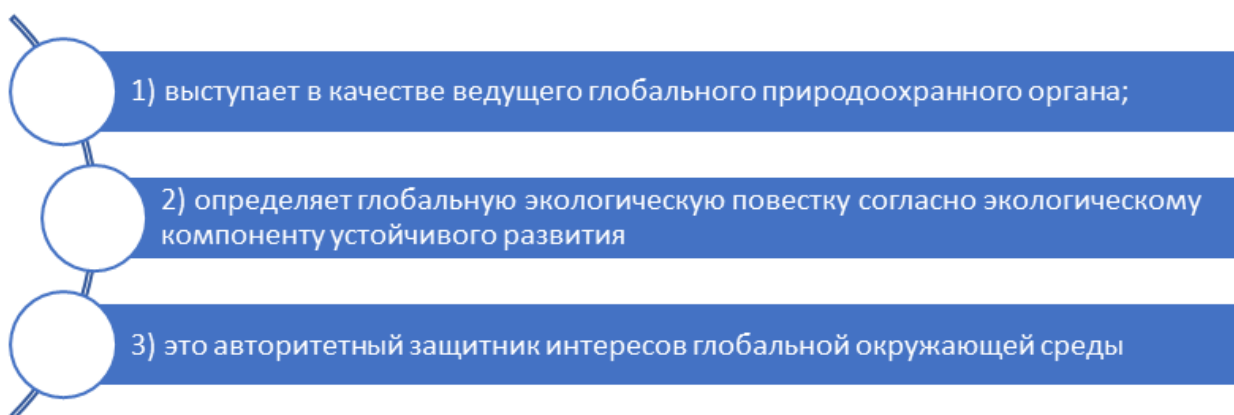 1) выступает в качестве ведущего глобального природоохранного органа;
2) определяет глобальную экологическую повестку согласно экологическому
компоненту устойчивого развития
3) это авторитетный защитник интересов глобальной окружающей среды